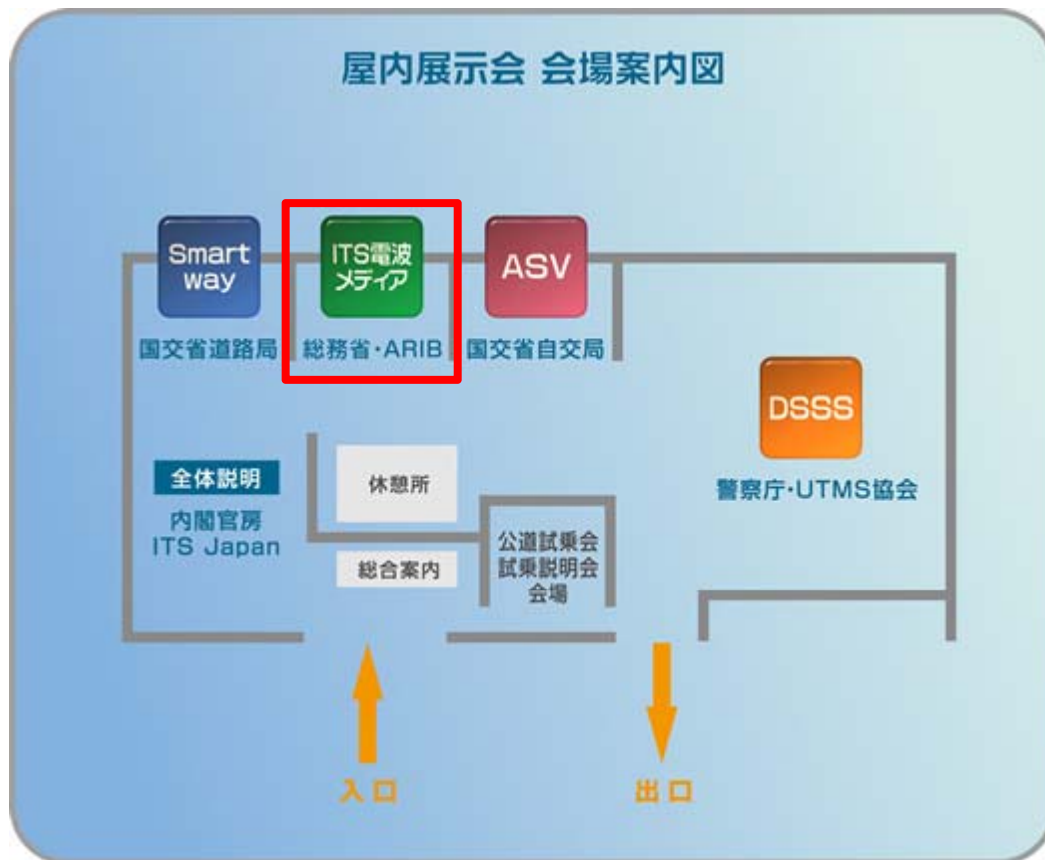 屋内展示会 会場案内図
Smart
way
国交省道路局
ITS電波
メディア
総務省・ARIB
ASV
国交省自交局
DSSS
警察庁・UTMS協会
全体説明
内閣官房
ITS Japan
休憩所
総合案内
公道試乗会
試乗説明会
会場
入口
出口